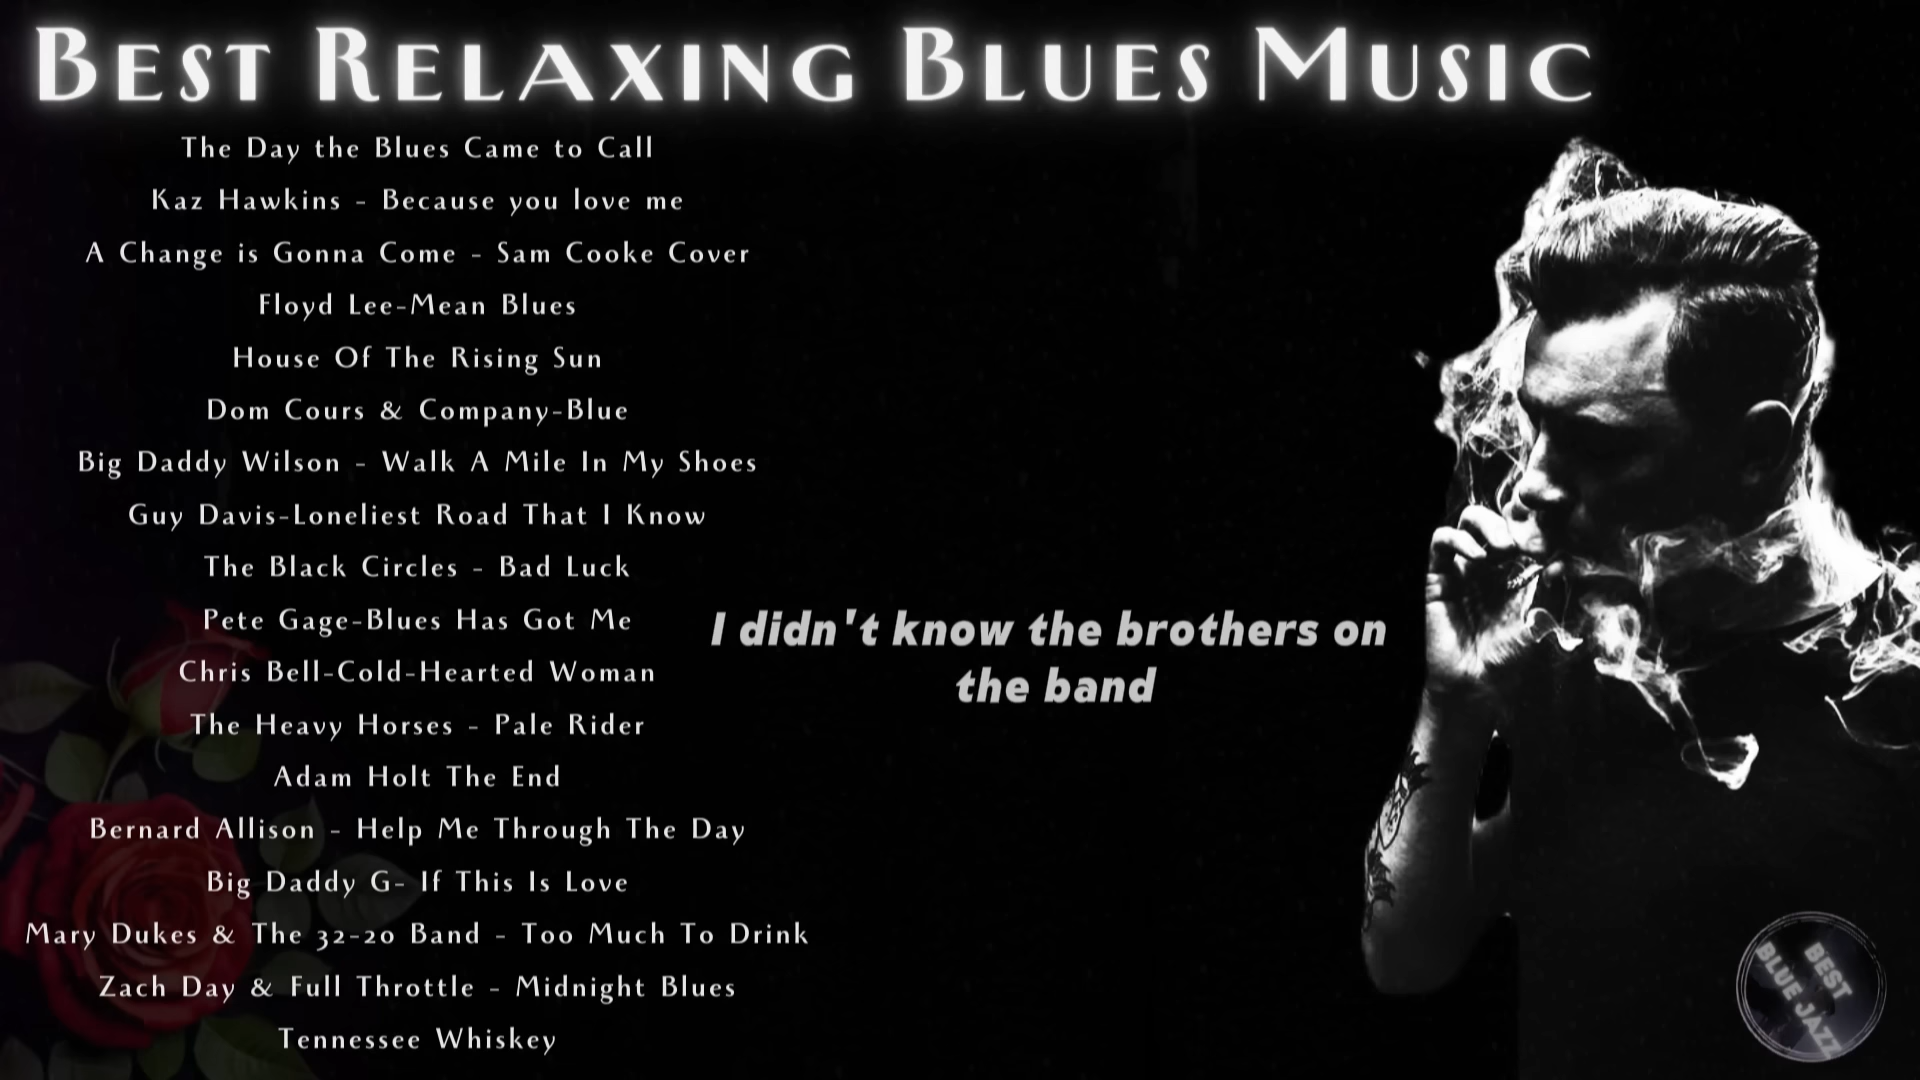 Best Relaxing Blues Music
The Day the Blues Came to Call
Kaz Hawkins - Because you love me
A Change is Gonna Come - Sam Cooke Cover
Floyd Lee-Mean Blues
House Of The Rising Sun
Dom Cours & Company-Blue
Big Daddy Wilson - Walk A Mile In My Shoes
Guy Davis-Loneliest Road That I Know
The Black Circles - Bad Luck
Pete Gage-Blues Has Got Me
Chris Bell-Cold-Hearted Woman
The Heavy Horses - Pale Rider
Adam Holt The End
Bernard Allison - Help Me Through The Day
Big Daddy G- If This Is Love
Mary Dukes & The 32-20 Band - Too Much To Drink
Zach Day & Full Throttle - Midnight Blues
Tennessee Whiskey
I didn't know the brothers on
the band
BEST
BLUE JAZZ